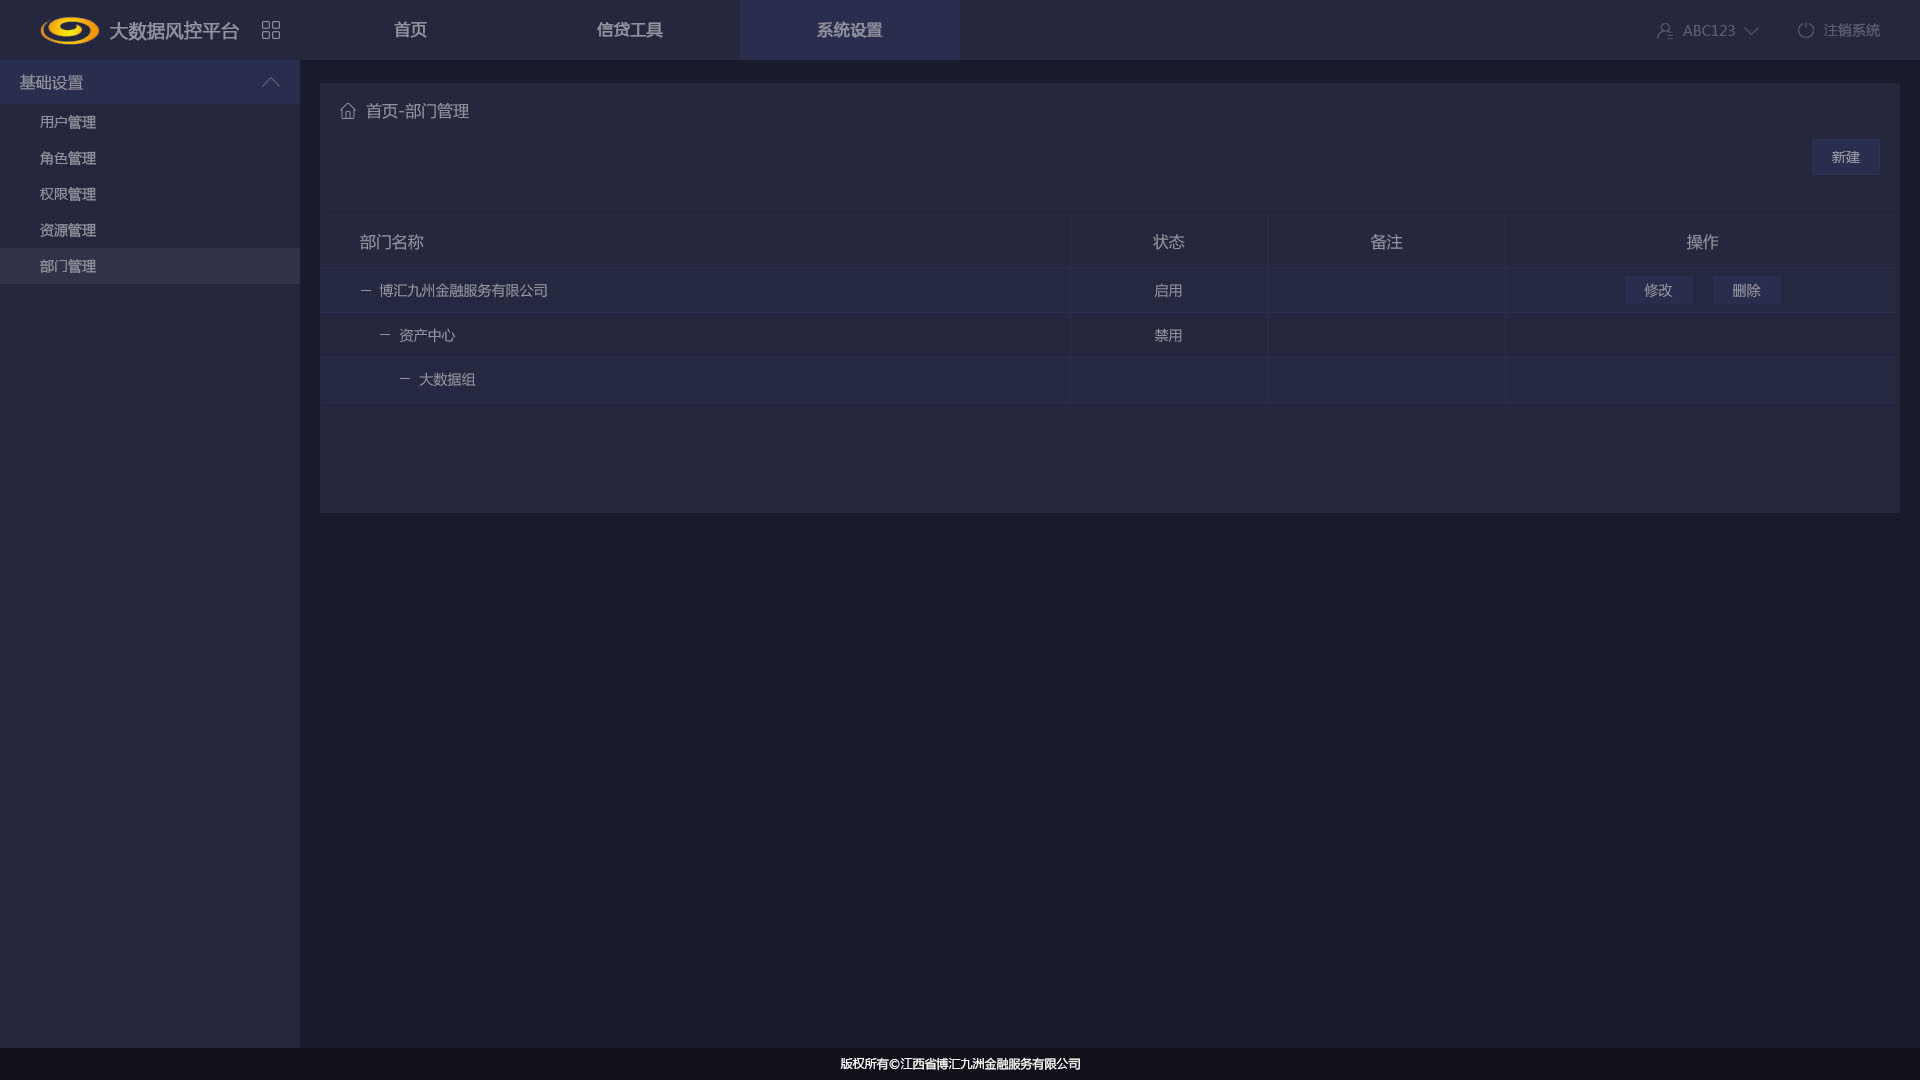 大数据风控平台
首页
信贷工具
系统设置
ABC123
注销系统
基础设置
用户管理
角色管理
权限管理
资源管理
部门管理
首页-部门管理
新建
部门名称 状态 备注 操作
博汇九州金融服务有限公司 启用 修改 删除
资产中心 禁用
大数据组
版权所有©江西省博汇九洲金融服务有限公司